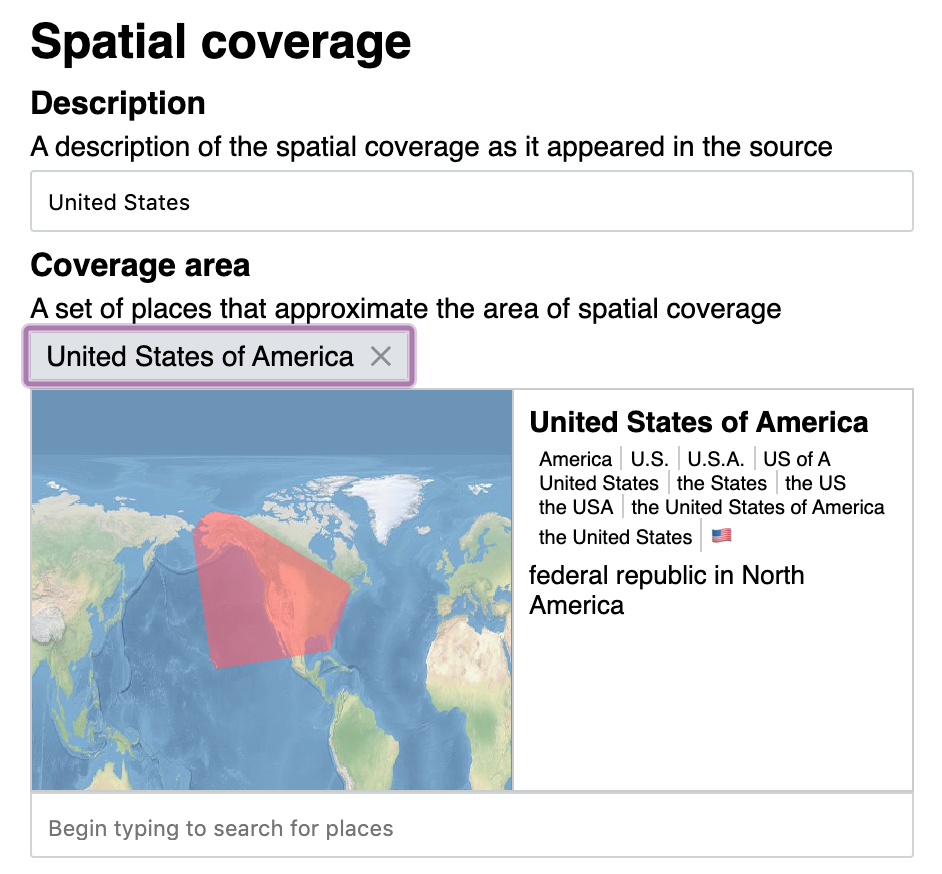 Spatial coverage
Description
A description of the spatial coverage as it appeared in the source
United States
Coverage area
A set of places that approximate the area of spatial coverage
United States of America
United States of America
America U.S. U.S.A. US of A
United States the States the US
the USA the United States of America
the United States 🇺🇸
federal republic in North
America
Begin typing to search for places